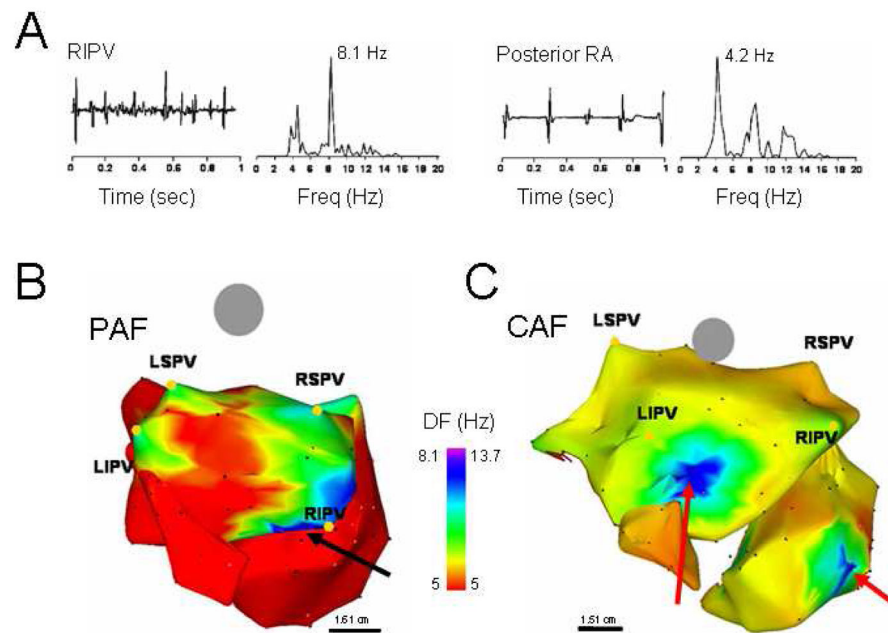 A
RIPV
8.1 Hz
Posterior RA
4.2 Hz
0 0.2 0.4 0.6 0.8 1
0 2 4 6 8 10 12 14 16 18 20
0 0.2 0.4 0.6 0.8 1
0 2 4 6 8 10 12 14 16 18 20
Time (sec)
Freq (Hz)
Time (sec)
Freq (Hz)
B
PAF
LSPV
RSPV
LIPV
RIPV
1.51 cm
DF (Hz)
8.1 13.7
5 5
C
CAF
LSPV
RSPV
LIPV
RIPV
1.51 cm